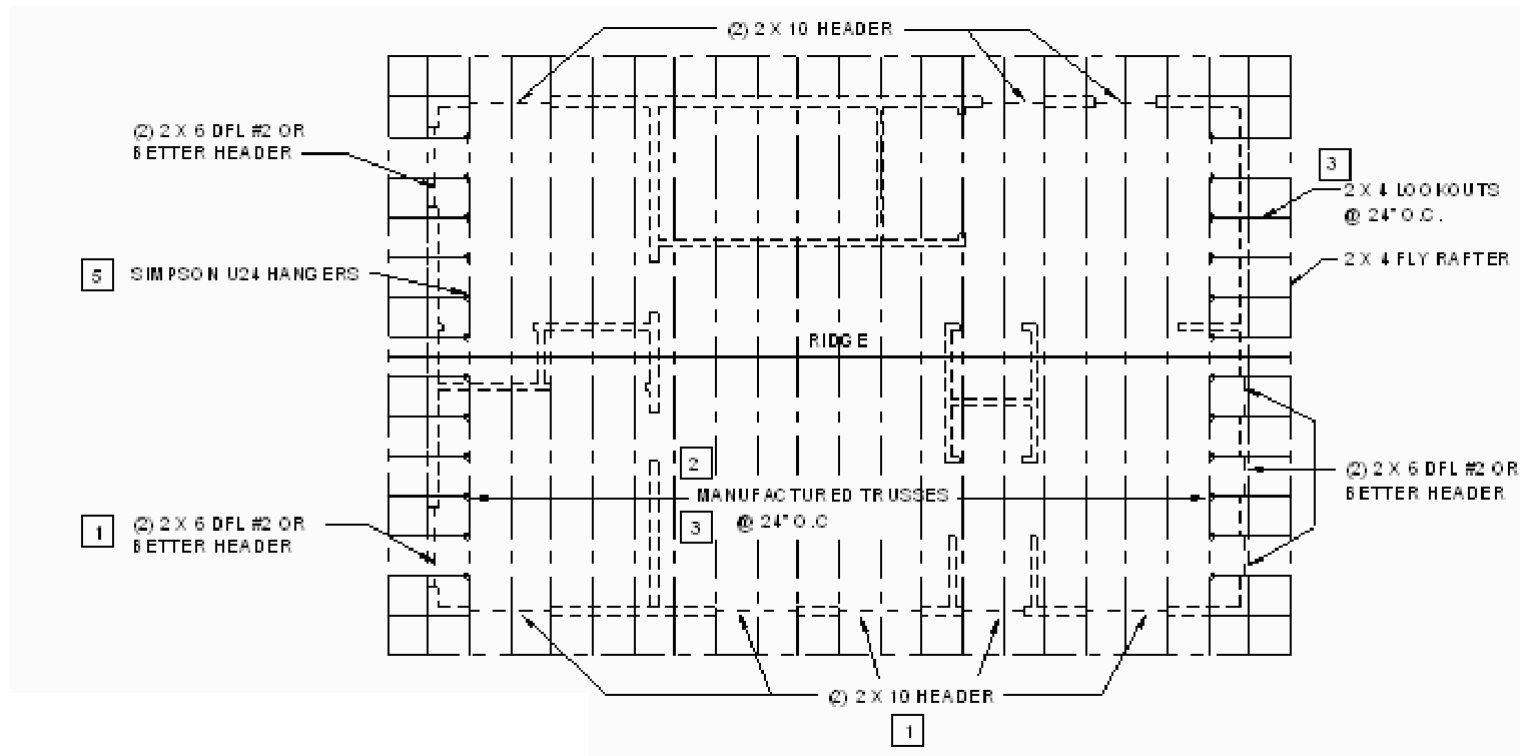 (2) 2 X 10 HEADER
(2) 2 X 6 DFL #2 OR
BETTER HEADER
3
2 X 4 LOOKOUTS
@ 24" O.C.
5
SIMPSON U24 HANGERS
2 X 4 FLY RAFTER
RIDGE
2
MANUFACTURED TRUSSES
3
@ 24" O.C
(2) 2 X 6 DFL #2 OR
BETTER HEADER
1
(2) 2 X 6 DFL #2 OR
BETTER HEADER
(2) 2 X 10 HEADER
1